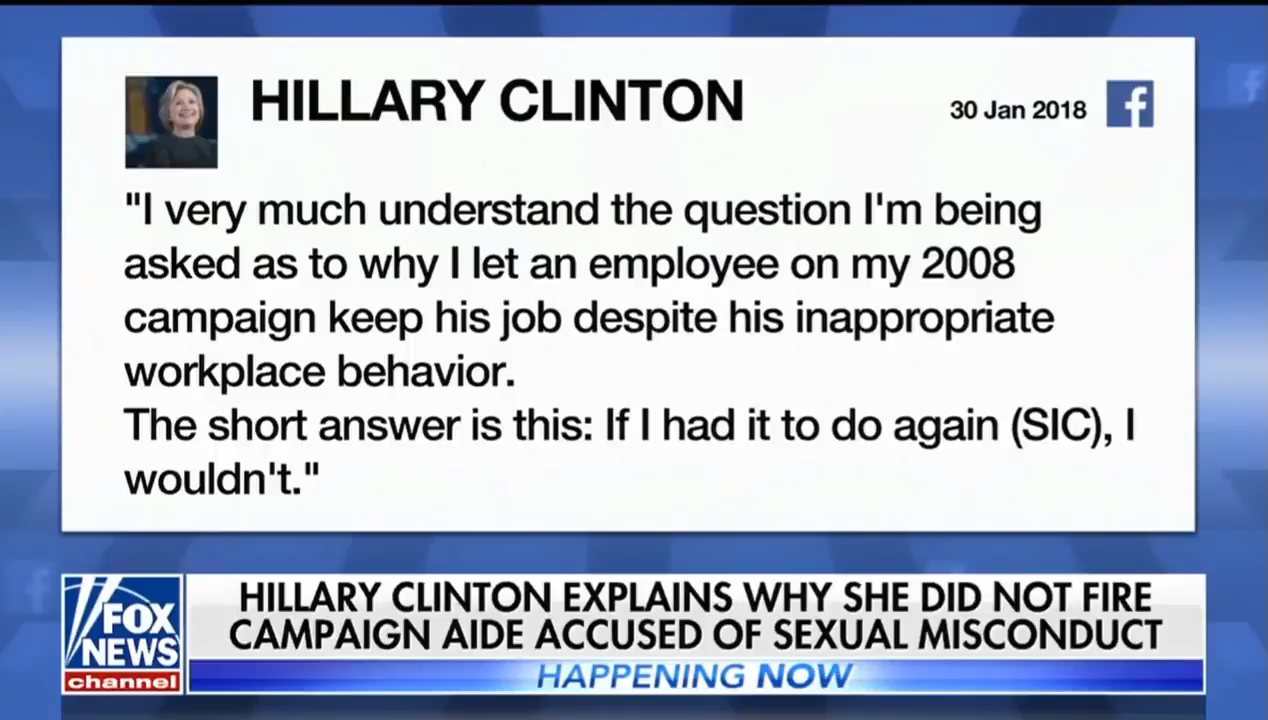 HILLARY CLINTON
30 Jan 2018
f
"I very much understand the question I'm being
asked as to why I let an employee on my 2008
campaign keep his job despite his inappropriate
workplace behavior.
The short answer is this: If I had it to do again (SIC), I
wouldn't."
FOX
NEWS
channel
HILLARY CLINTON EXPLAINS WHY SHE DID NOT FIRE
CAMPAIGN AIDE ACCUSED OF SEXUAL MISCONDUCT
HAPPENING NOW